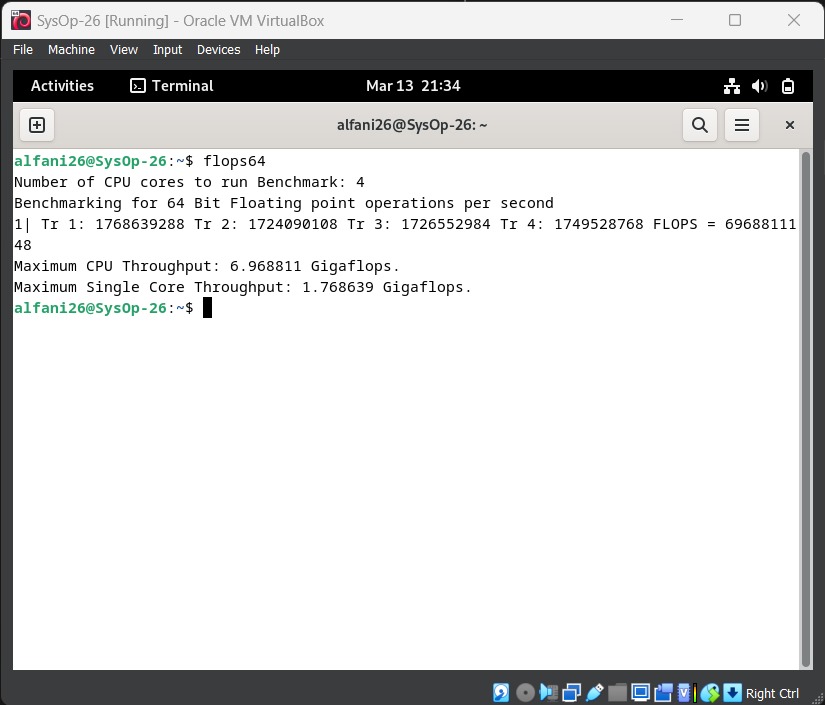 SysOp-26 [Running] - Oracle VM VirtualBox
File Machine View Input Devices Help
Activities Terminal Mar 13 21:34
alfani26@SysOp-26: ~
alfani26@SysOp-26:~$ flops64
Number of CPU cores to run Benchmark: 4
Benchmarking for 64 Bit Floating point operations per second
1| Tr 1: 1768639288 Tr 2: 1724090108 Tr 3: 1726552984 Tr 4: 1749528768 FLOPS = 69688111
48
Maximum CPU Throughput: 6.968811 Gigaflops.
Maximum Single Core Throughput: 1.768639 Gigaflops.
alfani26@SysOp-26:~$
Right Ctrl